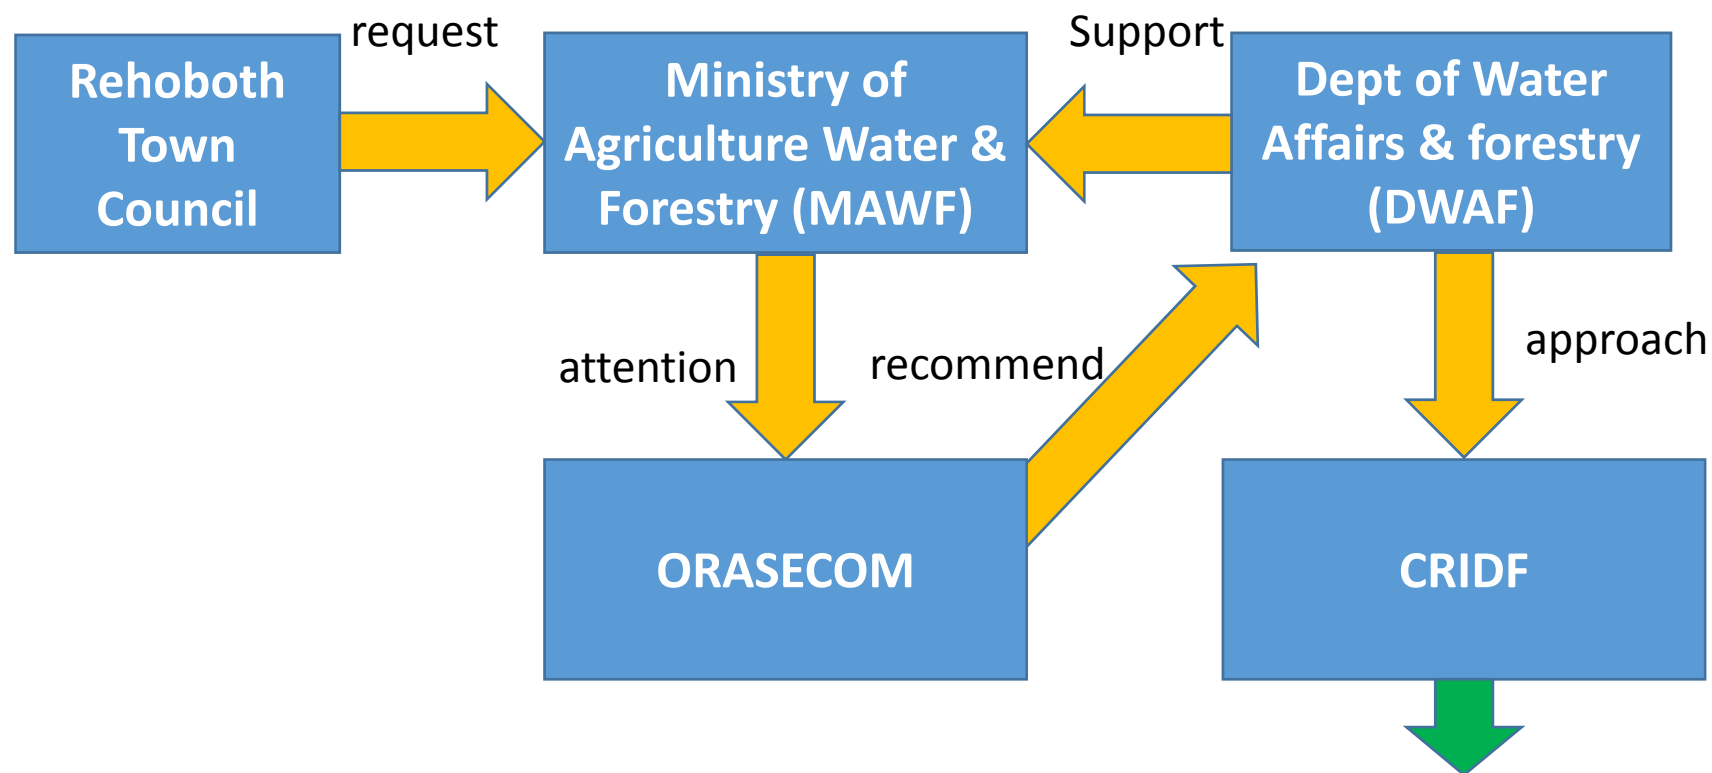 request
Support
Rehoboth
Town
Council
Ministry of
Agriculture Water &
Forestry (MAWF)
Dept of Water
Affairs & forestry
(DWAF)
attention
recommend
approach
ORASECOM
CRIDF